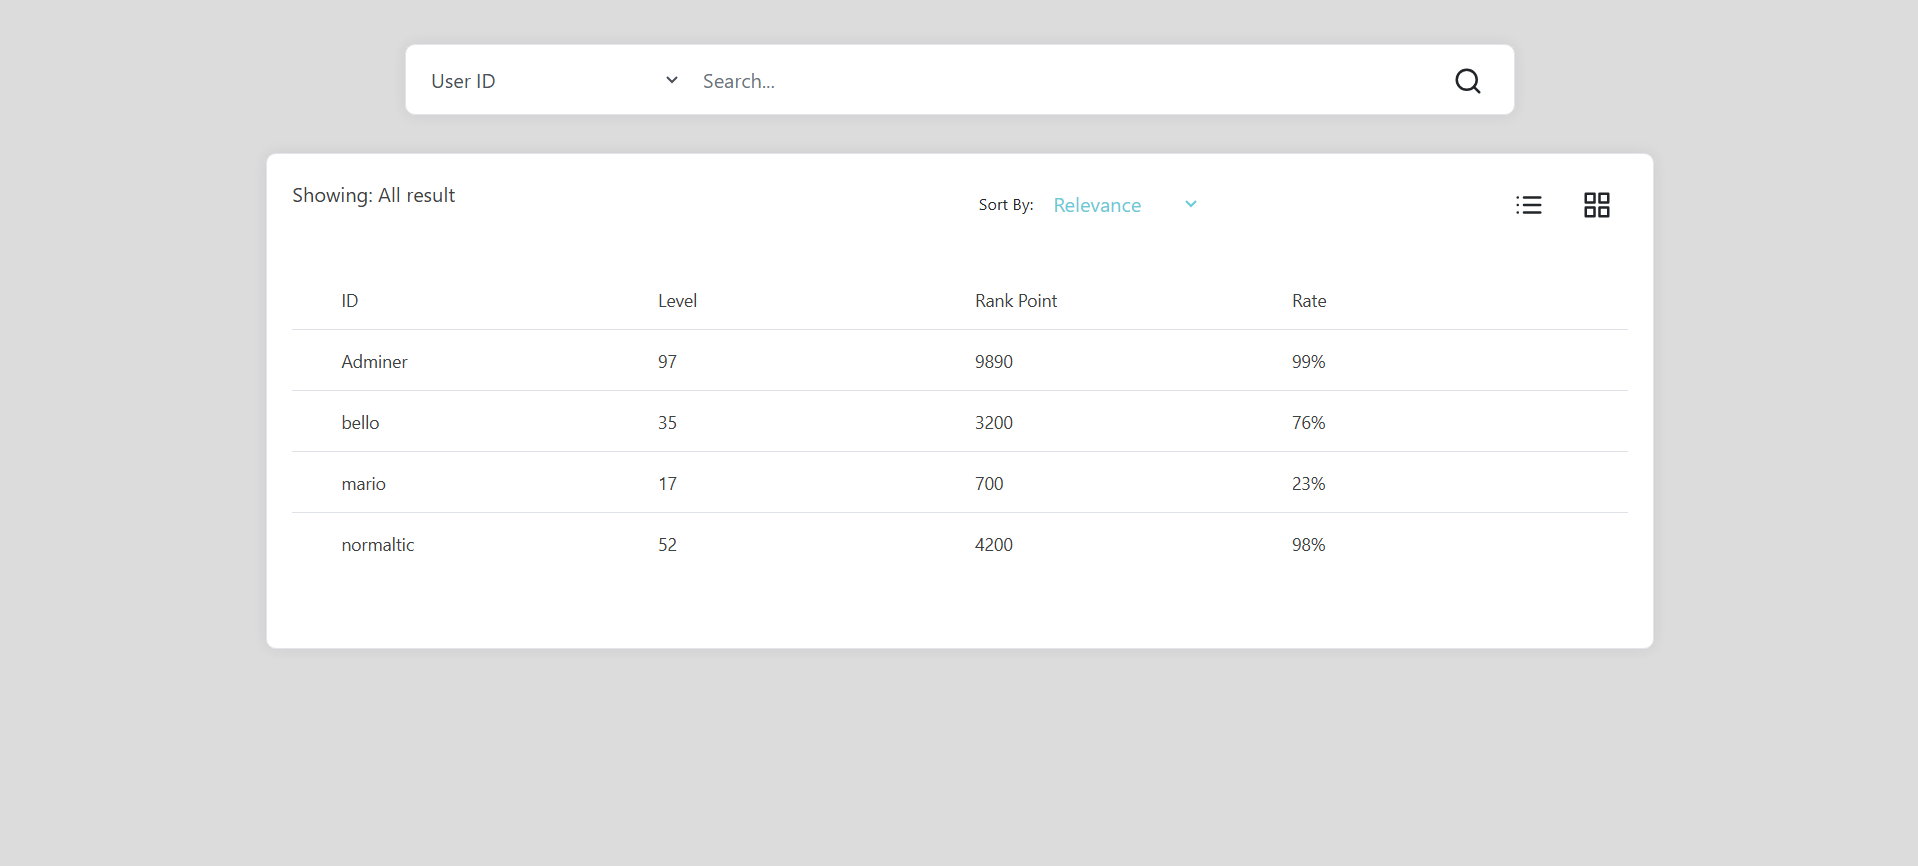 User ID Search...
Showing: All result
Sort By: Relevance
ID Level Rank Point Rate
Adminer 97 9890 99%
bello 35 3200 76%
mario 17 700 23%
normaltic 52 4200 98%